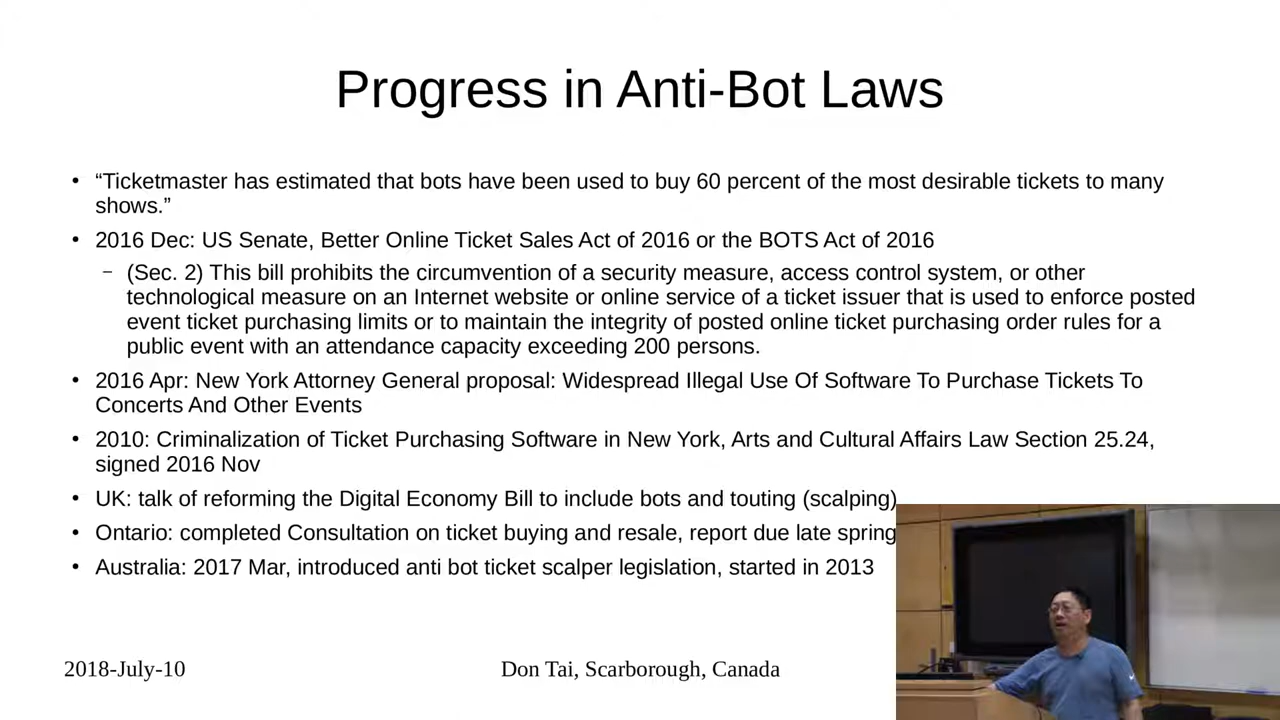 Progress in Anti-Bot Laws
• “Ticketmaster has estimated that bots have been used to buy 60 percent of the most desirable tickets to many
shows.”
• 2016 Dec: US Senate, Better Online Ticket Sales Act of 2016 or the BOTS Act of 2016
– (Sec. 2) This bill prohibits the circumvention of a security measure, access control system, or other
technological measure on an Internet website or online service of a ticket issuer that is used to enforce posted
event ticket purchasing limits or to maintain the integrity of posted online ticket purchasing order rules for a
public event with an attendance capacity exceeding 200 persons.
• 2016 Apr: New York Attorney General proposal: Widespread Illegal Use Of Software To Purchase Tickets To
Concerts And Other Events
• 2010: Criminalization of Ticket Purchasing Software in New York, Arts and Cultural Affairs Law Section 25.24,
signed 2016 Nov
• UK: talk of reforming the Digital Economy Bill to include bots and touting (scalping)
• Ontario: completed Consultation on ticket buying and resale, report due late spring
• Australia: 2017 Mar, introduced anti bot ticket scalper legislation, started in 2013
2018-July-10
Don Tai, Scarborough, Canada